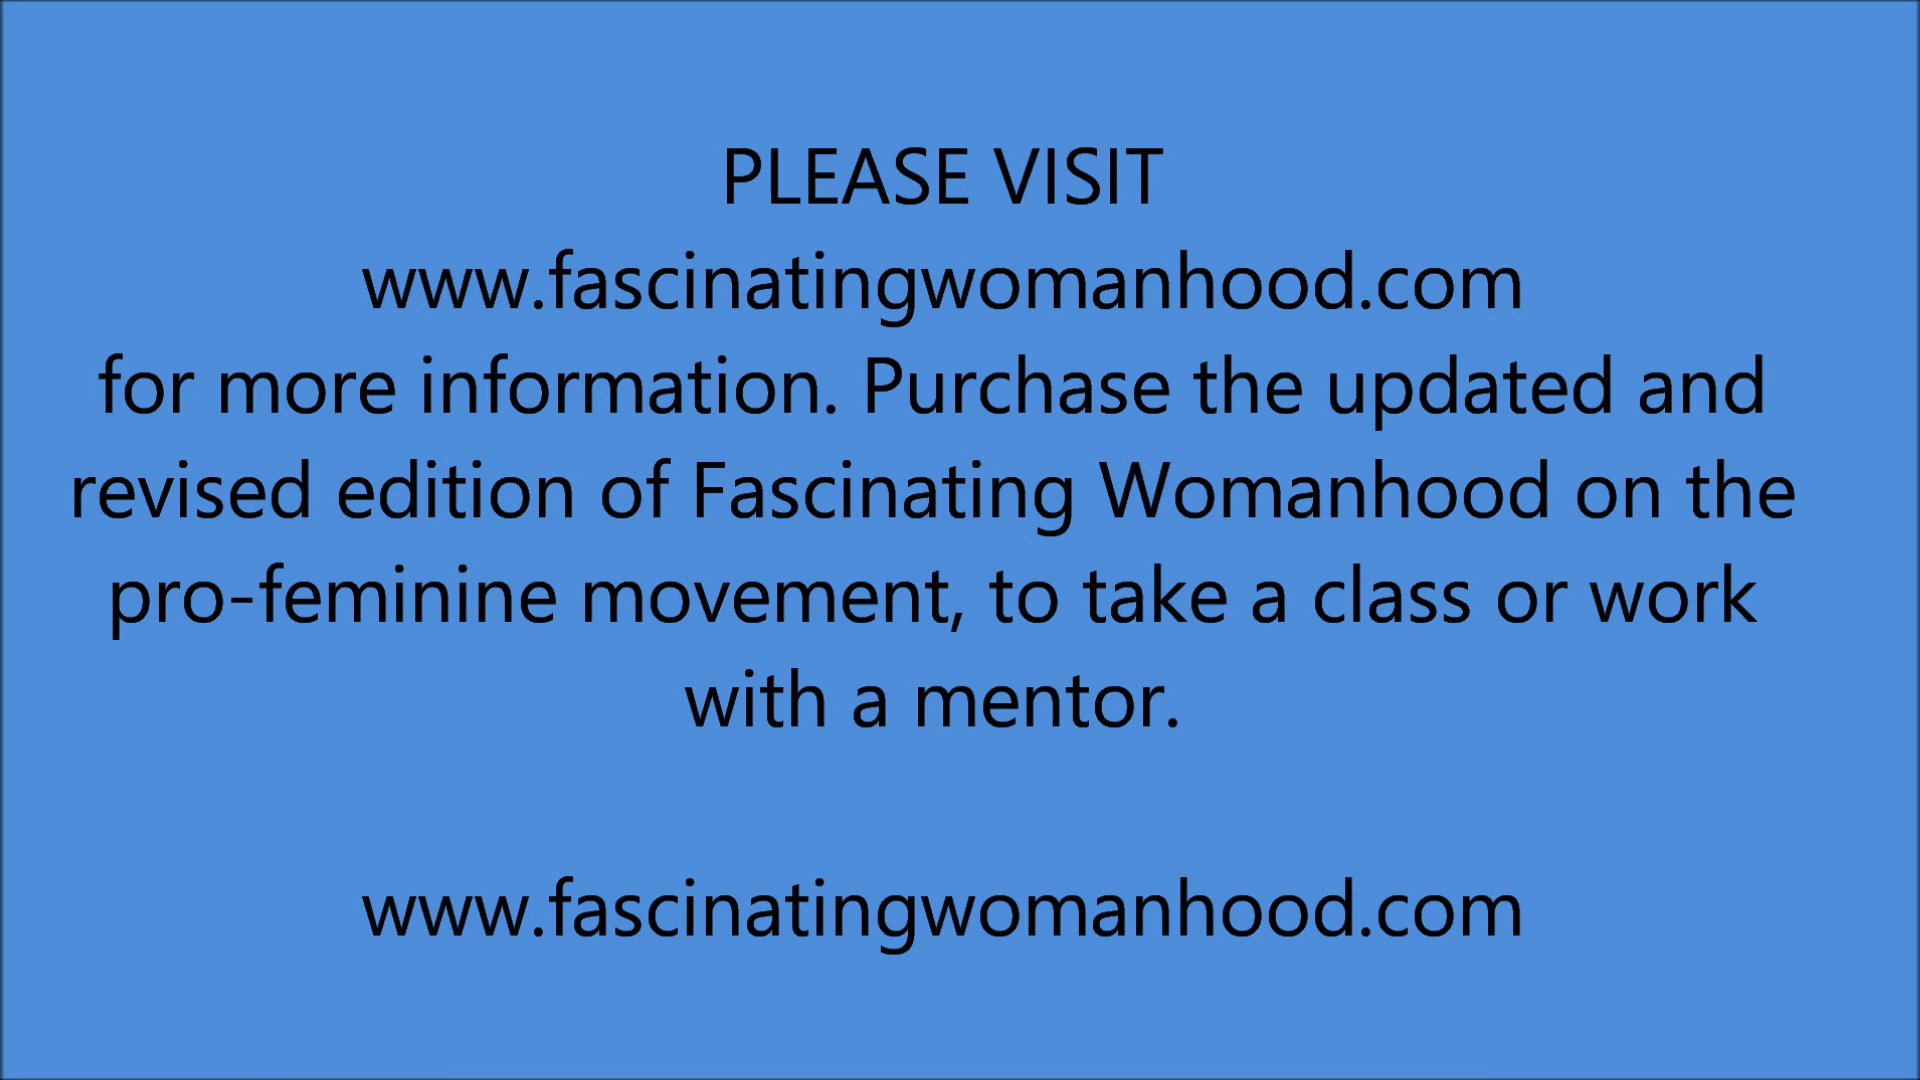 PLEASE VISIT
www.fascinatingwomanhood.com
for more information. Purchase the updated and
revised edition of Fascinating Womanhood on the
pro-feminine movement, to take a class or work
with a mentor.
www.fascinatingwomanhood.com